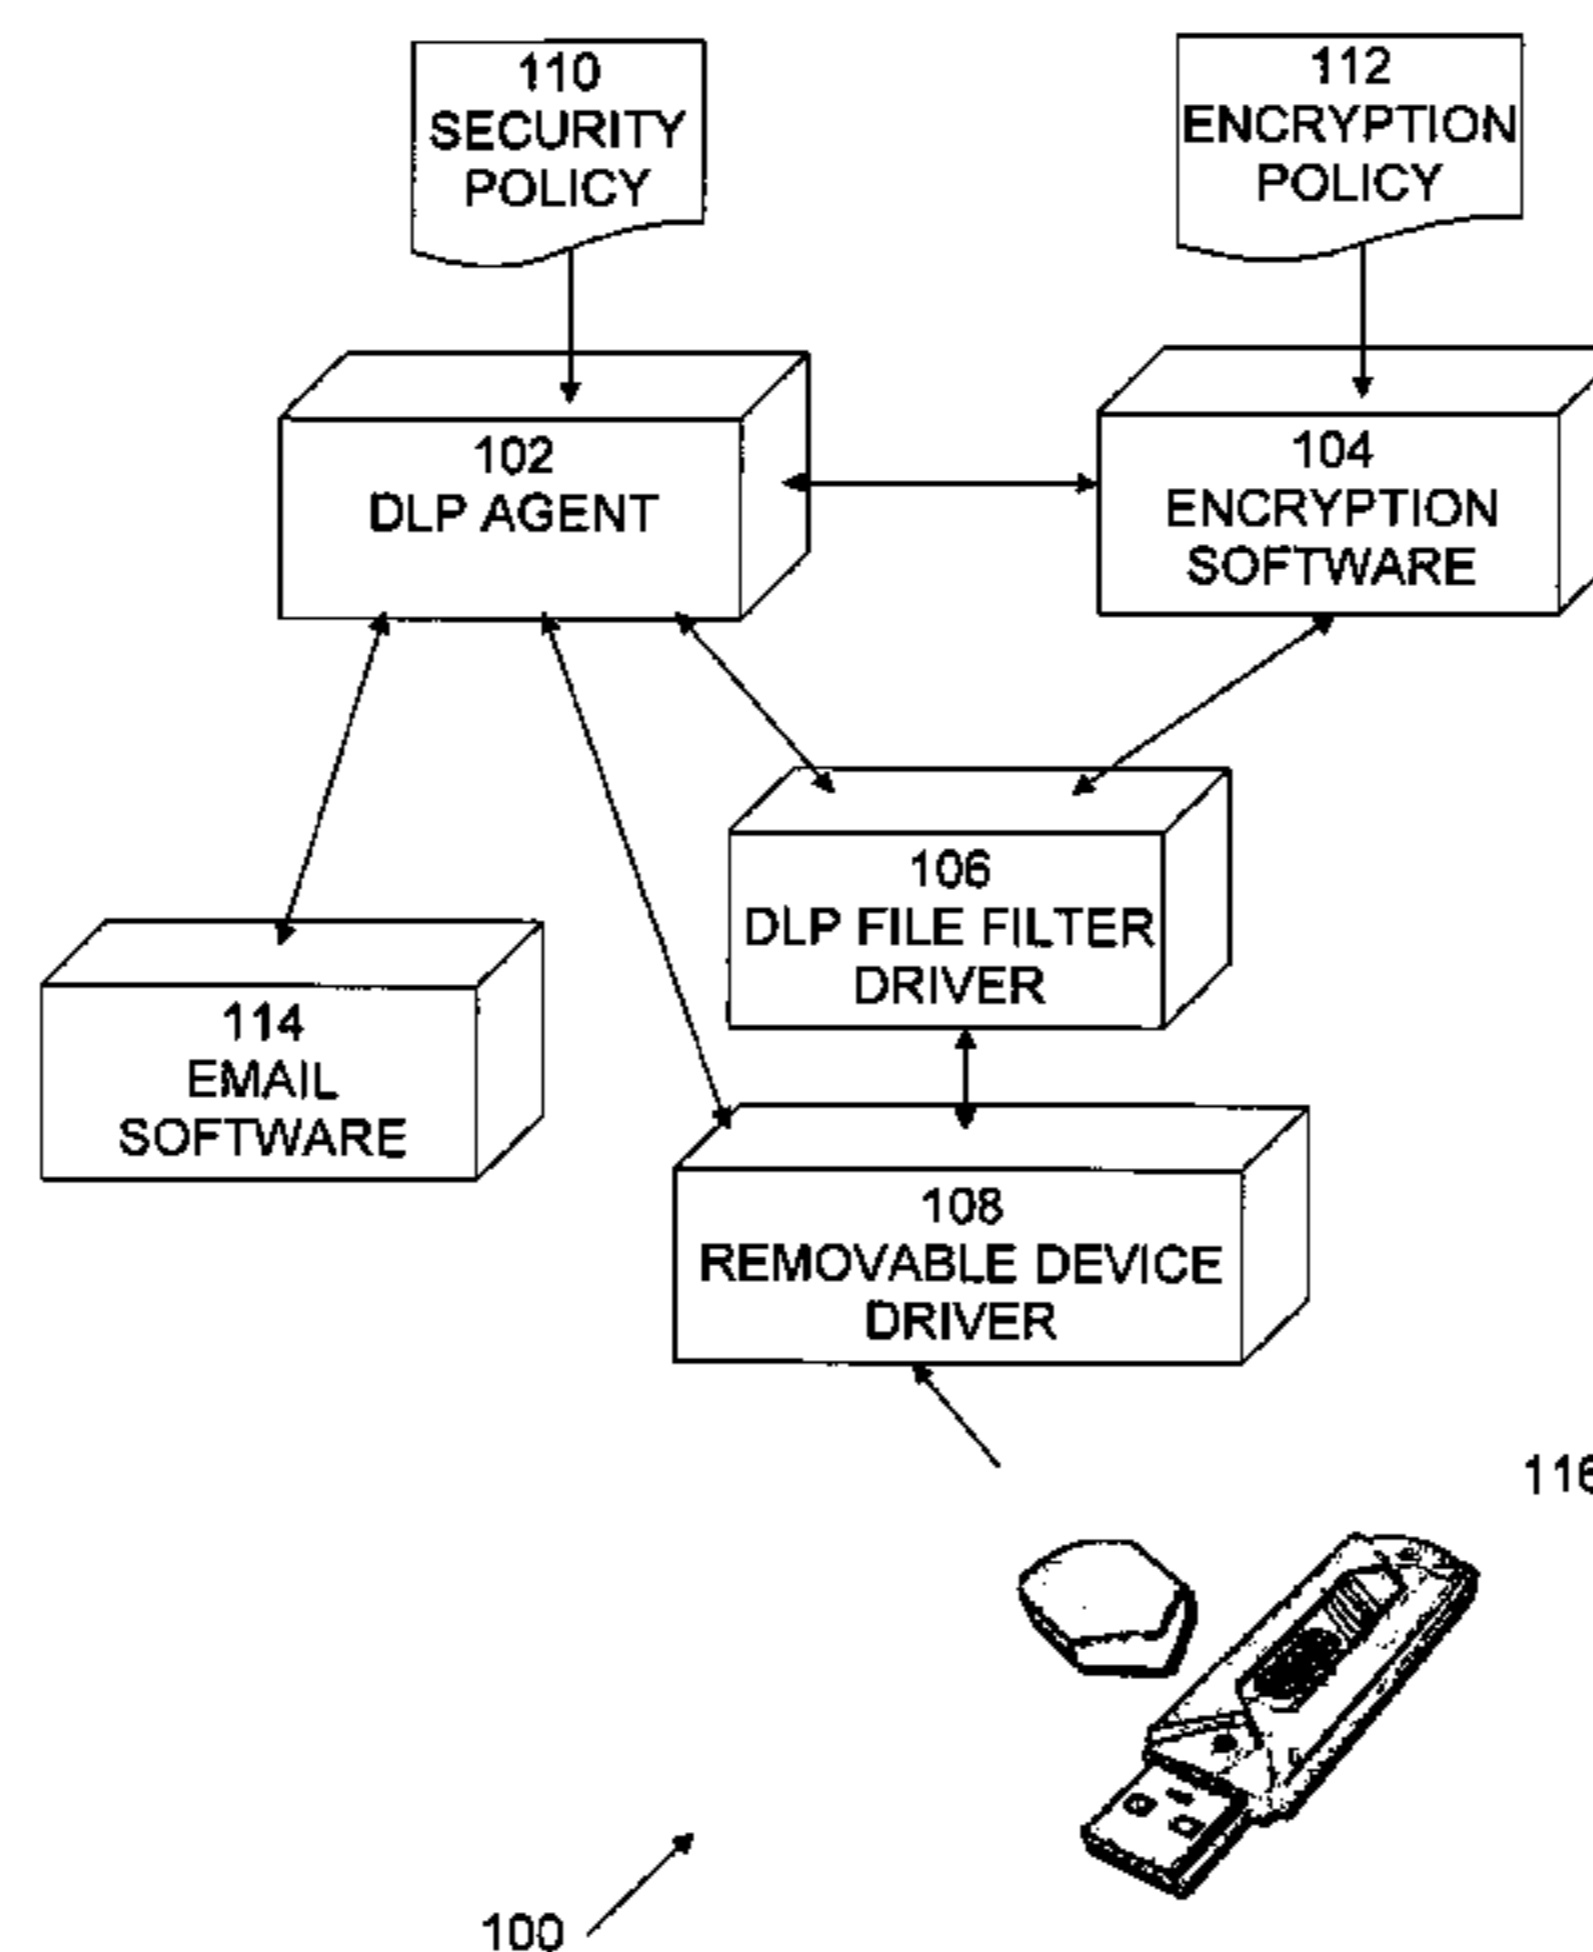 110
SECURITY
POLICY
112
ENCRYPTION
POLICY
102
DLP AGENT
104
ENCRYPTION
SOFTWARE
106
DLP FILE FILTER
DRIVER
114
EMAIL
SOFTWARE
108
REMOVABLE DEVICE
DRIVER
116
100